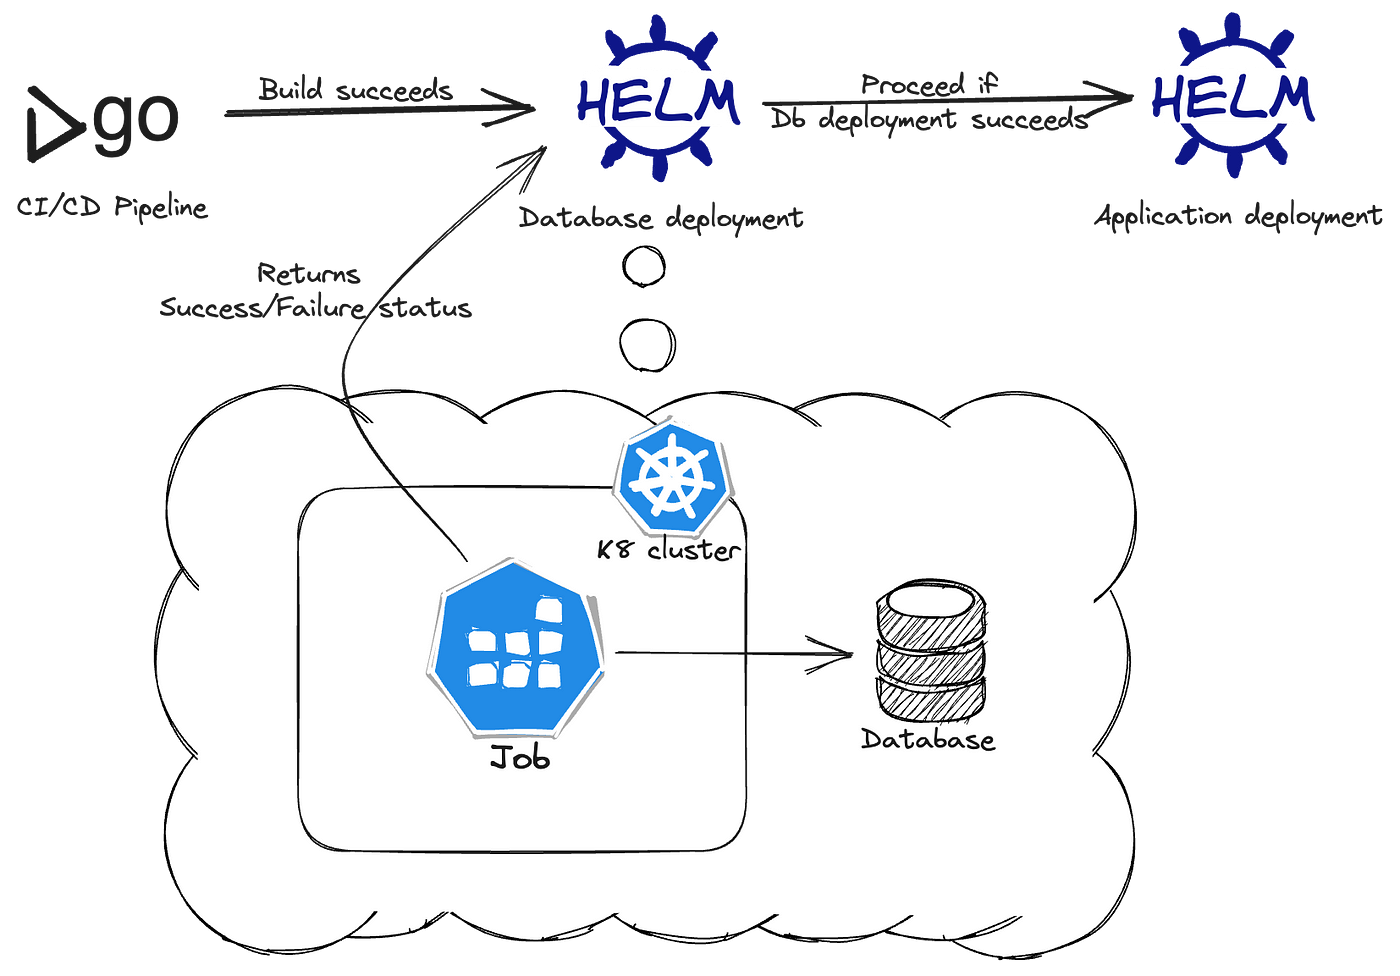 Build succeeds
HELM
Proceed if
Db deployment succeeds
HELM
go
CI/CD Pipeline
Database deployment
Application deployment
Returns
Success/Failure status
K8 cluster
Database
Job